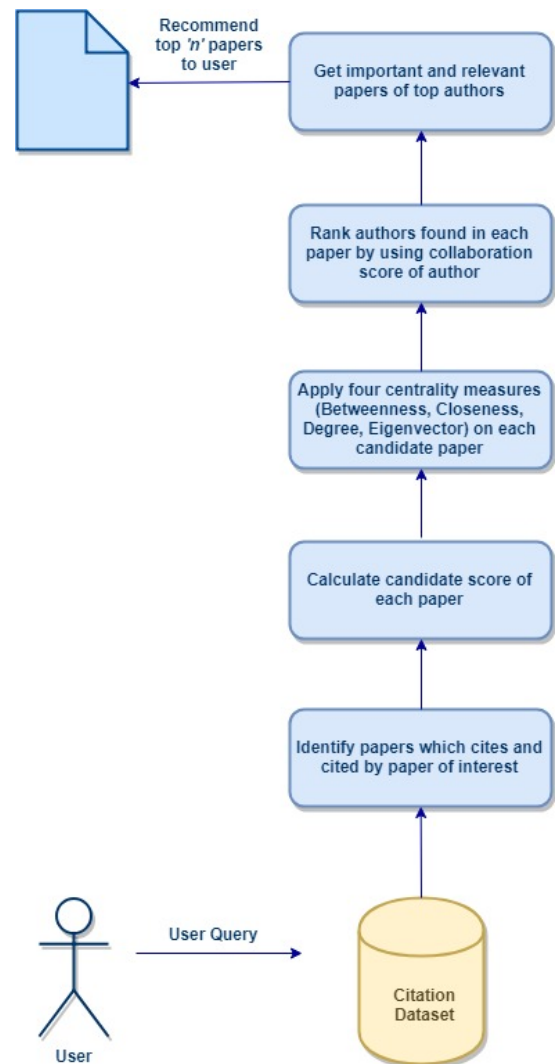 Recommend
top 'n' papers
to user
Get important and relevant
papers of top authors
Rank authors found in each
paper by using collaboration
score of author
Apply four centrality measures
(Betweenness, Closeness,
Degree, Eigenvector) on each
candidate paper
Calculate candidate score of
each paper
Identify papers which cites and
cited by paper of interest
User Query
Citation
Dataset
User